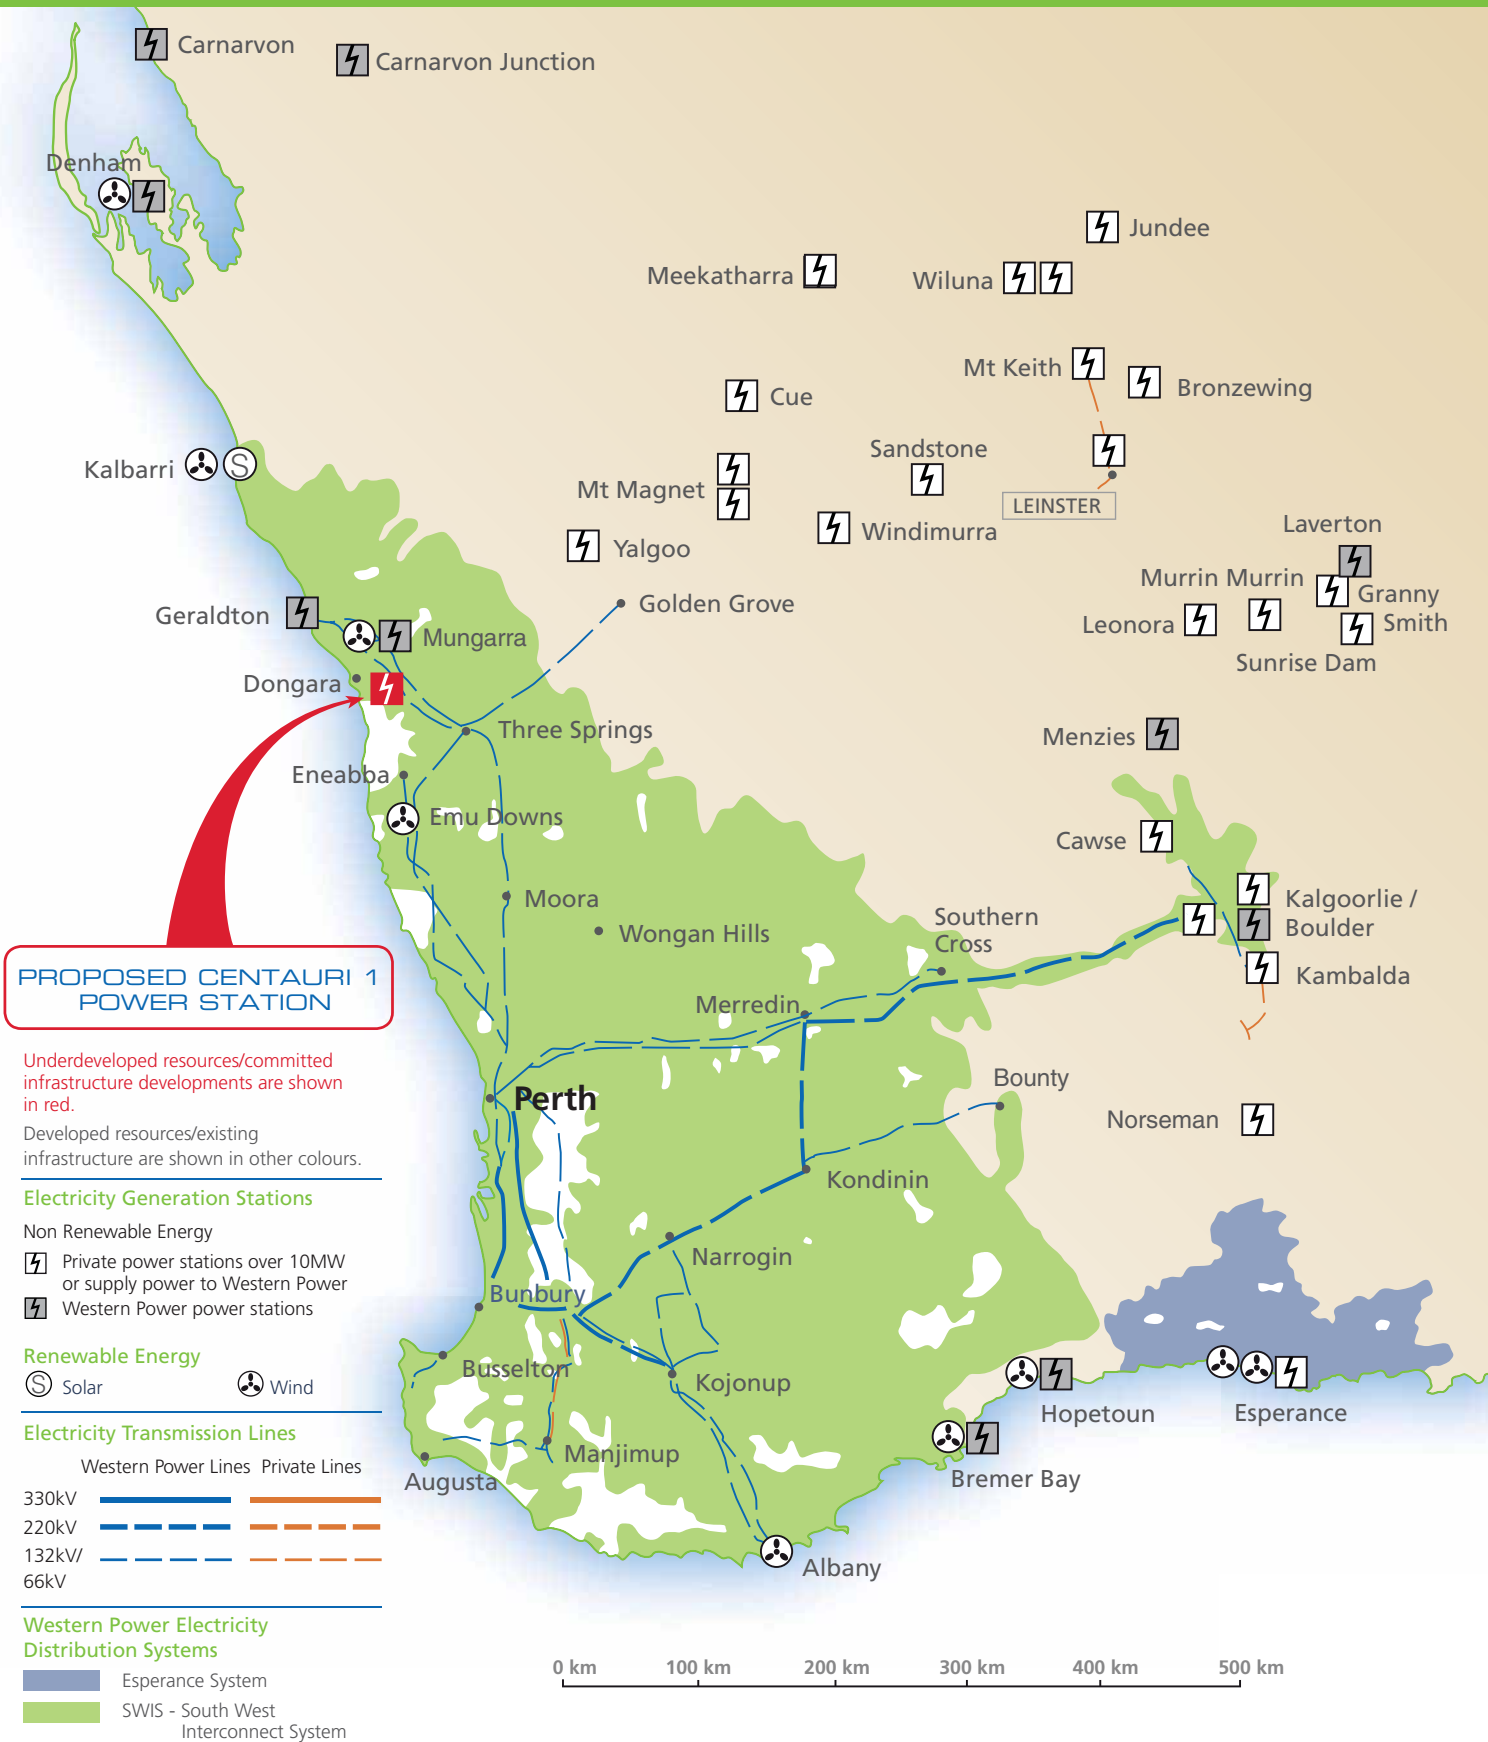 Carnarvon
Carnarvon Junction
Denham
Jundee
Meekatharra
Wiluna
Mt Keith
Bronzewing
Cue
Sandstone
Kalbarri
S
Mt Magnet
LEINSTER
Windimurra
Laverton
Yalgoo
Murrin Murrin
Granny
Smith
Golden Grove
Geraldton
Leonora
Mungarra
Sunrise Dam
Dongara
Three Springs
Menzies
Eneabba
Emu Downs
Cawse
Moora
Kalgoorlie /
Boulder
Southern
Cross
Wongan Hills
PROPOSED CENTAURI 1
POWER STATION
Kambalda
Merredin
Underdeveloped resources/committed
infrastructure developments are shown
in red.
Developed resources/existing
infrastructure are shown in other colours.
Perth
Bounty
Norseman
Kondinin
Narrogin
Bunbury
Busselton
Kojonup
Hopetoun
Esperance
Manjimup
Augusta
Bremer Bay
Albany
Electricity Generation Stations
Non Renewable Energy
Private power stations over 10MW
or supply power to Western Power
Western Power power stations
Renewable Energy
S Solar
Wind
Electricity Transmission Lines
Western Power Lines Private Lines
330kV
220kV
132kV/
66kV
Western Power Electricity
Distribution Systems
Esperance System
SWIS - South West
Interconnect System
0 km 100 km 200 km 300 km 400 km 500 km